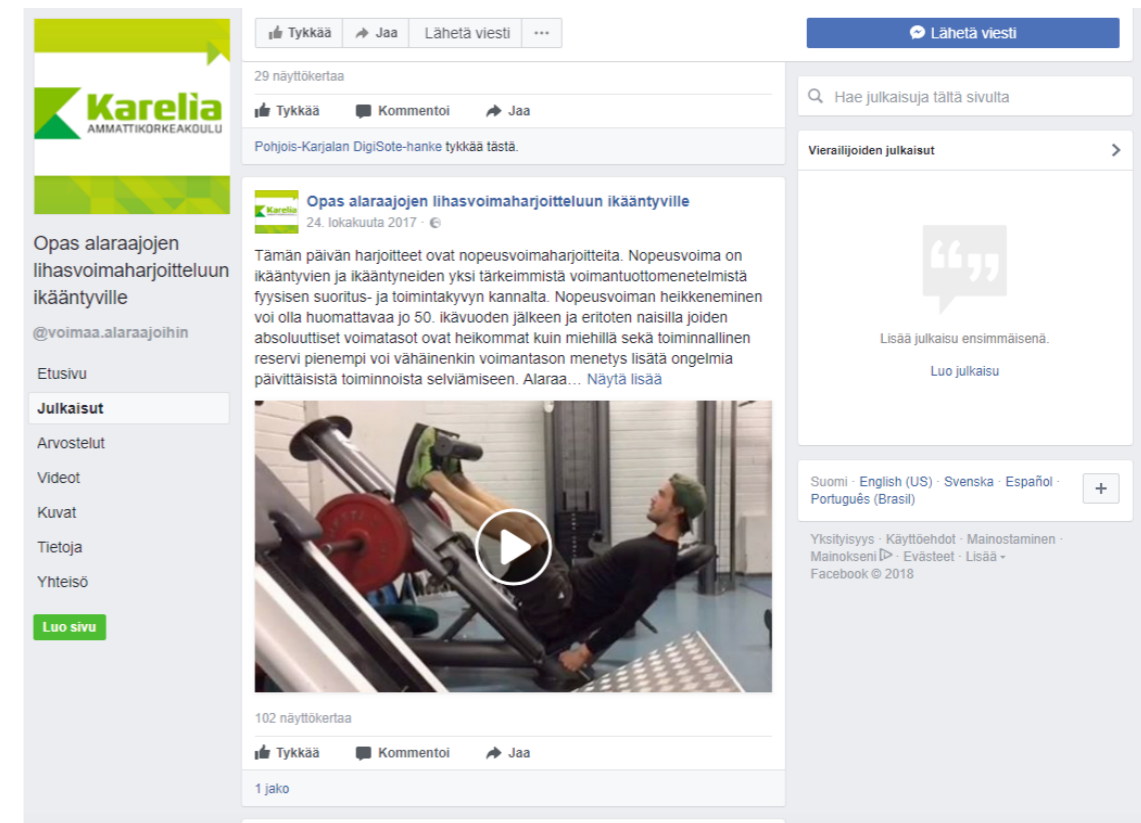 Karelia
AMMATTIKORKEAKOULU
Opas alaraajojen
lihasvoimaharjoitteluun
ikääntyville
@voimaa.alaraajoihin
Etusivu
Julkaisut
Arvostelut
Videot
Kuvat
Tietoja
Yhteisö
Luo sivu
Tykkää Jaa Lähetä viesti ...
29 näyttökertaa
Tykkää Kommentoi Jaa
Pohjois-Karjalan DigiSote-hanke tykkää tästä.
Karelia
Opas alaraajojen lihasvoimaharjoitteluun ikääntyville
24. lokakuuta 2017 ·
Tämän päivän harjoitteet ovat nopeusvoimaharjoitteita. Nopeusvoima on
ikääntyvien ja ikääntyneiden yksi tärkeimmistä voimantuottomenetelmistä
fyysisen suoritus- ja toimintakyvyn kannalta. Nopeusvoiman heikkeneminen
voi olla huomattavaa jo 50. ikävuoden jälkeen ja eritoten naisilla joiden
absoluuttiset voimatasot ovat heikommat kuin miehillä sekä toiminnallinen
reservi pienempi voi vähäinenkin voimantason menetys lisätä ongelmia
päivittäisistä toiminnoista selviämiseen. Alaraa… Näytä lisää
102 näyttökertaa
Tykkää Kommentoi Jaa
1 jako
Lähetä viesti
Hae julkaisuja tältä sivulta
Vierailijoiden julkaisut
Lisää julkaisu ensimmäisenä.
Luo julkaisu
Suomi · English (US) · Svenska · Español ·
Português (Brasil)
Yksityisyys · Käyttöehdot · Mainostaminen ·
Mainokseni · Evästeet · Lisää
Facebook © 2018